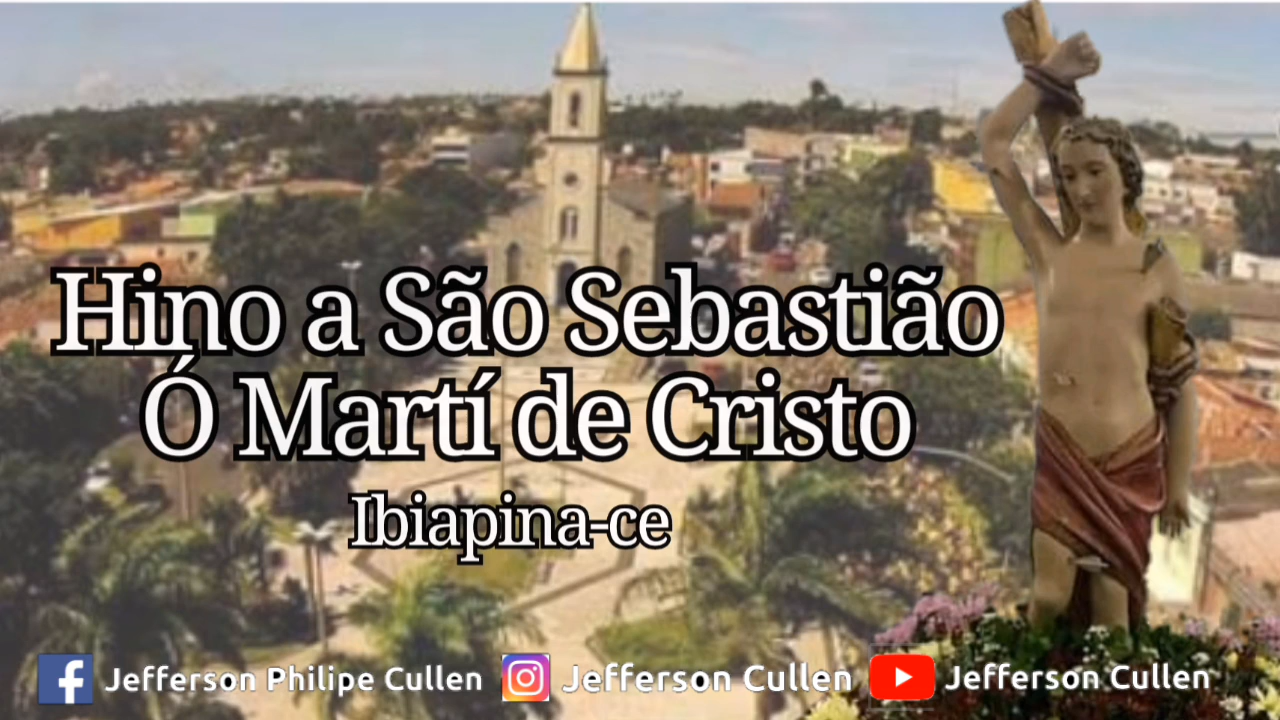 Hino a São Sebastião
Ó Martí de Cristo
Ibiapina-ce
Jefferson Philipe Cullen Jefferson Cullen Jefferson Cullen